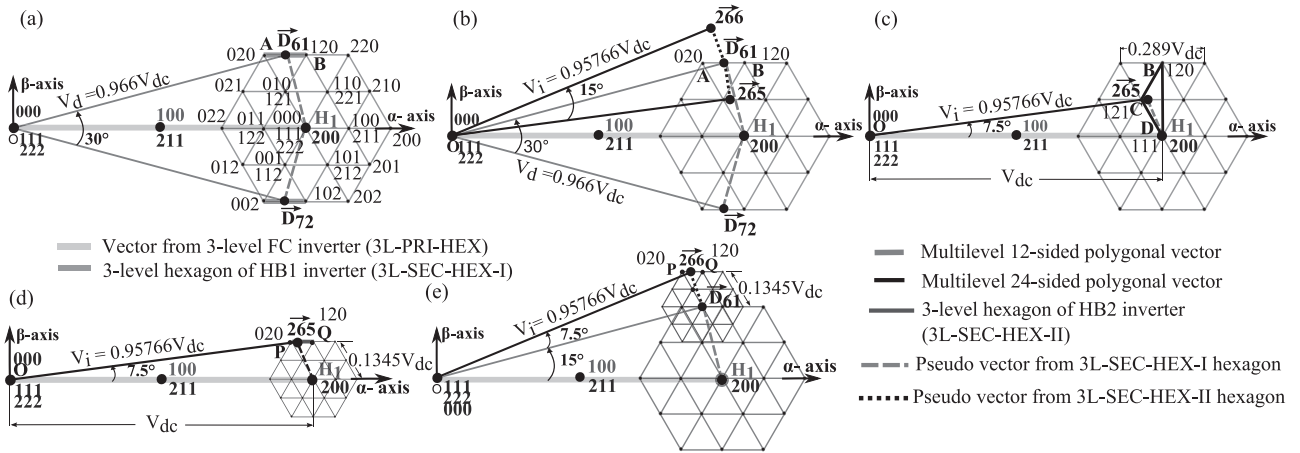 (a)
A D61
020 120 220
B
β-axis
Vd=0.966Vdc
021 010 110
121 221 210
000
30°
100
022 011 000 H1 100 α- axis
O 111
222
211
122 111 222 200 211 200
001 101
012 112 212 201
002 102 202
D72
Vector from 3-level FC inverter (3L-PRI-HEX)
3-level hexagon of HB1 inverter (3L-SEC-HEX-I)
(b)
266
Vi= 0.95766Vdc
D61
020 120
A B
15°
β-axis
265
000
100
H1
α- axis
O 111
222
211
200
30°
Vd =0.966Vdc
D72
(c)
0.289Vdc
B
120
β-axis
Vi= 0.95766Vdc
265
000
O
7.5°
121 C
100
H1
α- axis
D
111
222
211
111
200
Vdc
(d)
120
020 265 Q
β-axis
Vi= 0.95766Vdc
P
000
O
7.5°
0.1345Vdc
100
H1
α- axis
111
222
211
200
Vdc
(e)
120
020 266
P Q
0.1345Vdc
D61
β-axis
Vi= 0.95766Vdc
7.5°
15°
100
H1
α- axis
O 111
222
000
211
200
Multilevel 12-sided polygonal vector
Multilevel 24-sided polygonal vector
3-level hexagon of HB2 inverter
(3L-SEC-HEX-II)
Pseudo vector from 3L-SEC-HEX-I hexagon
Pseudo vector from 3L-SEC-HEX-II hexagon